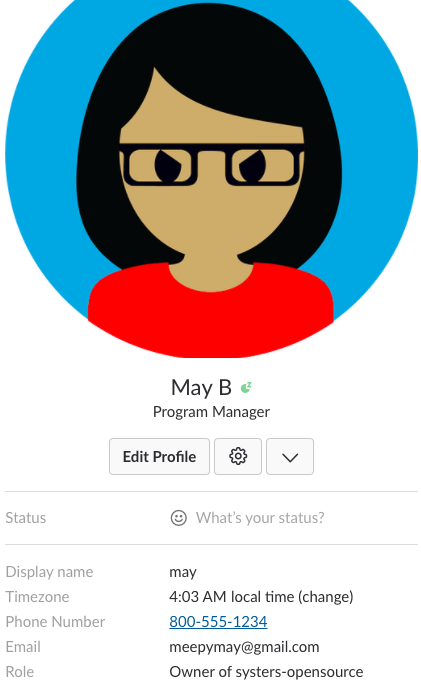 May B
Program Manager
Edit Profile
Status What's your status?
Display name may
Timezone 4:03 AM local time (change)
Phone Number 800-555-1234
Email meepymay@gmail.com
Role Owner of systers-opensource